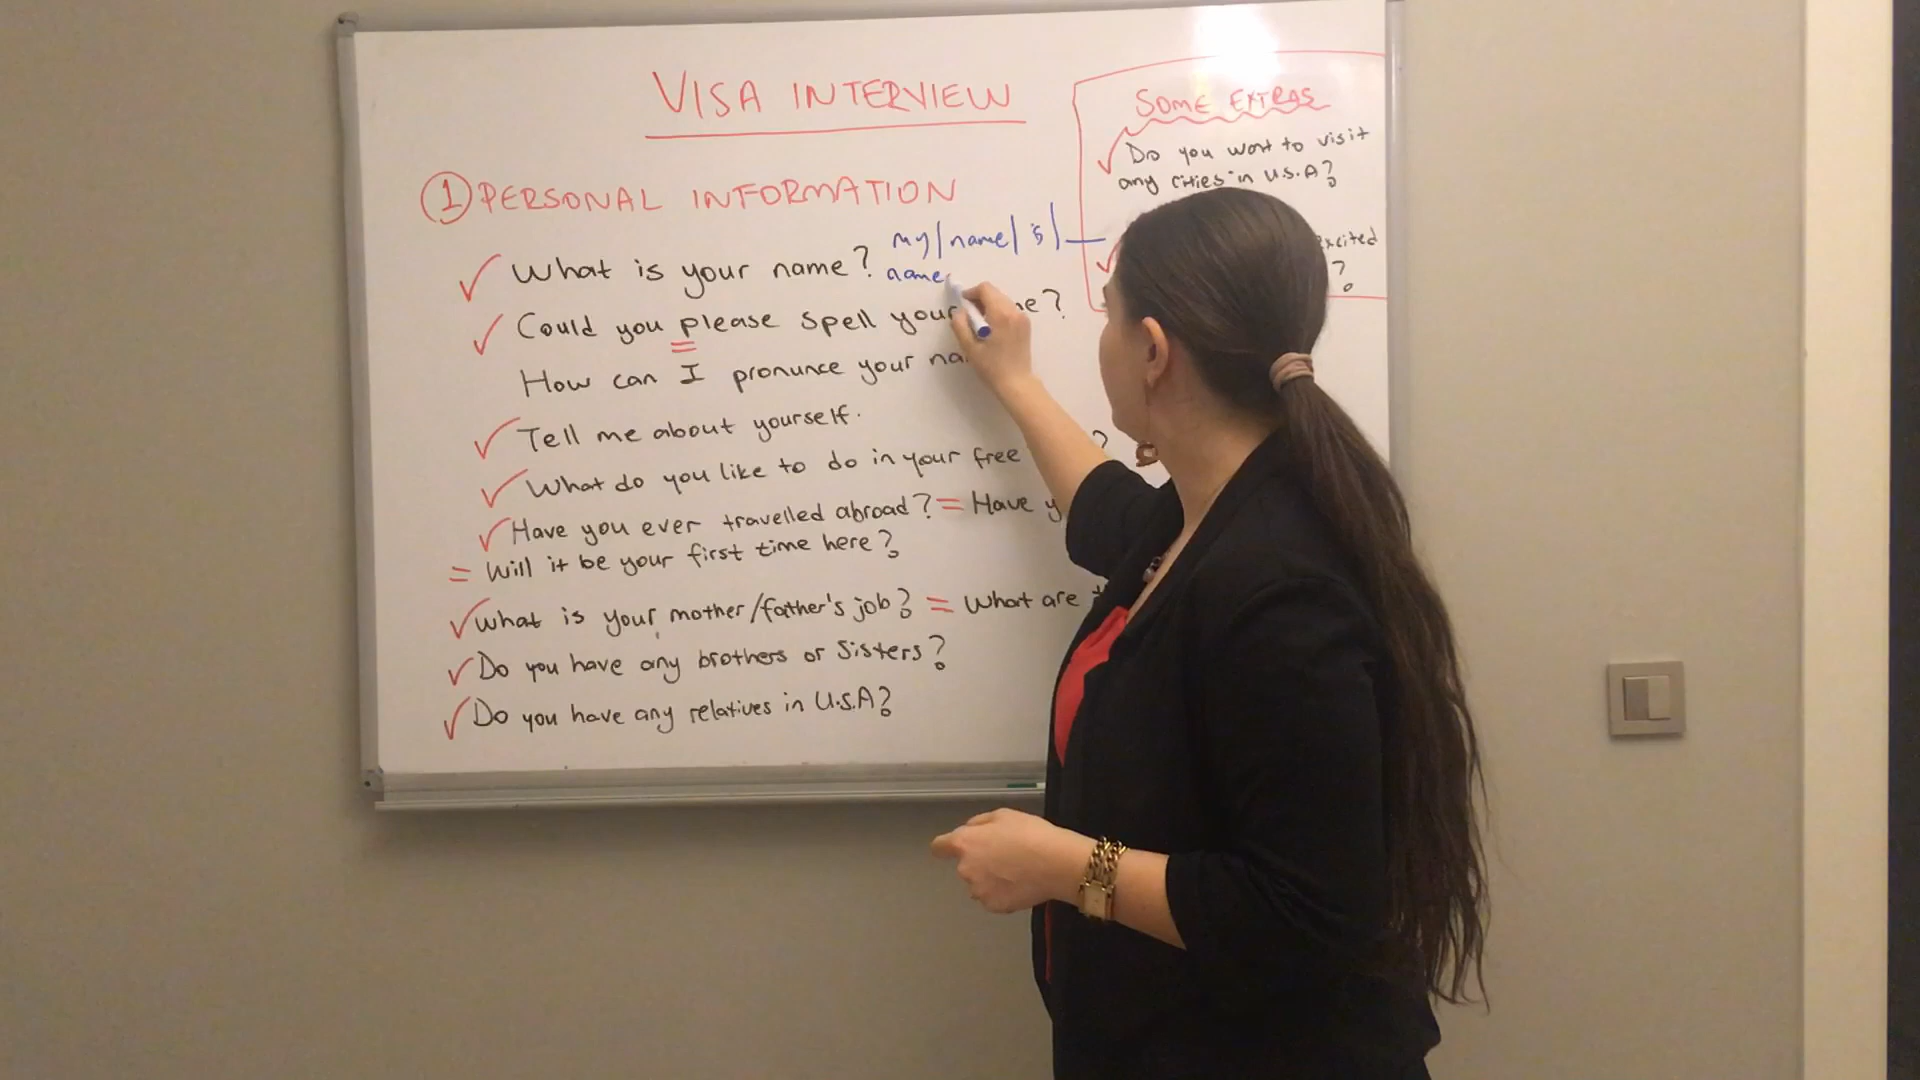 VISA INTERVIEW
① PERSONAL INFORMATION
✓ What is your name? my / name / is / —
name
✓ Could you please spell your
How can I pronunce your
✓ Tell me about yourself.
✓ What do you like to do in your free ?
✓ Have you ever travelled abroad? = Have
= Will it be your first time here?
✓ What is your mother/father's job? = What are
✓ Do you have any brothers or sisters?
✓ Do you have any relatives in U.S.A?
SOME EXTRAS
✓ Do you want to visit
any cities in U.S.A?
excited
?